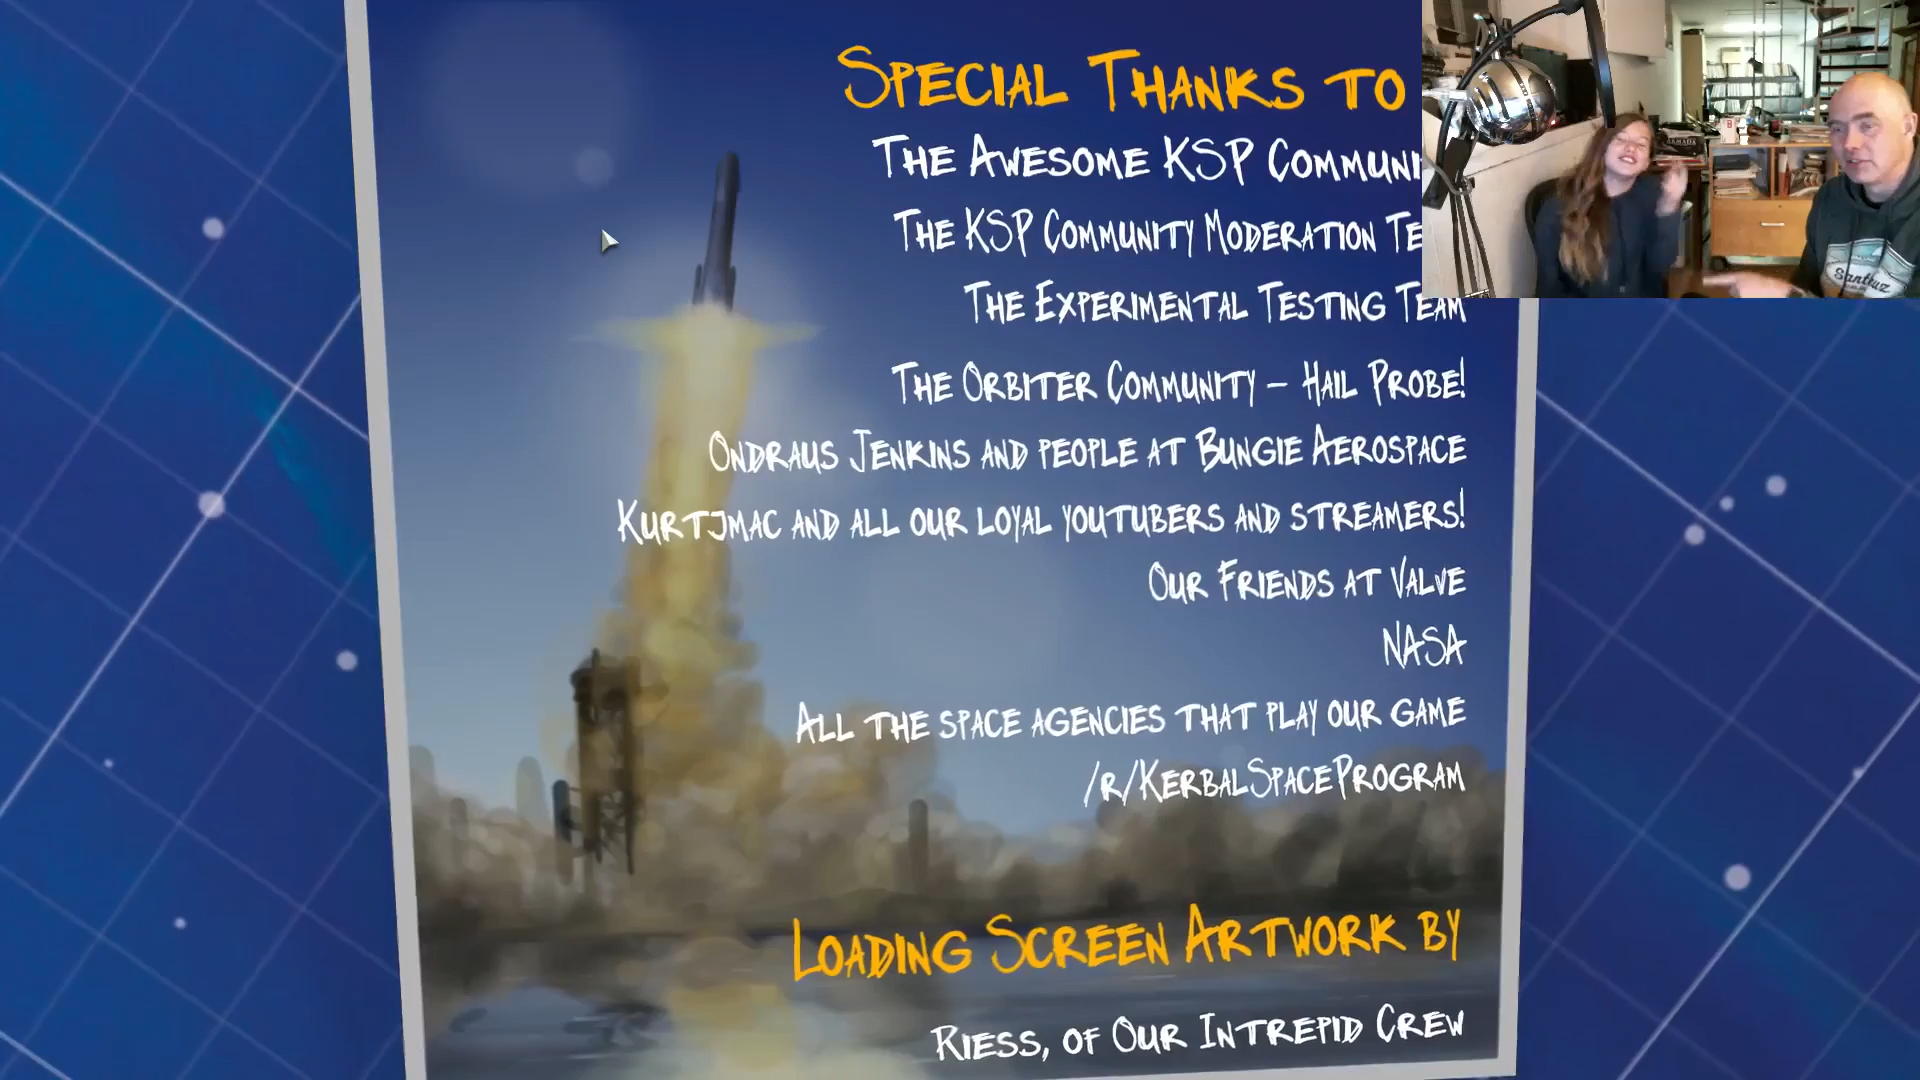 Special Thanks to
The Awesome KSP
The KSP Community Moderation
The Experimental Testing Team
The Orbiter Community – Hail Probe!
Ondraus Jenkins and people at Bungie Aerospace
Kurtjmac and all our loyal youtubers and streamers!
Our Friends at Valve
NASA
All the space agencies that play our game
/r/KerbalSpaceProgram
Loading Screen Artwork by
Riess, of Our Intrepid Crew